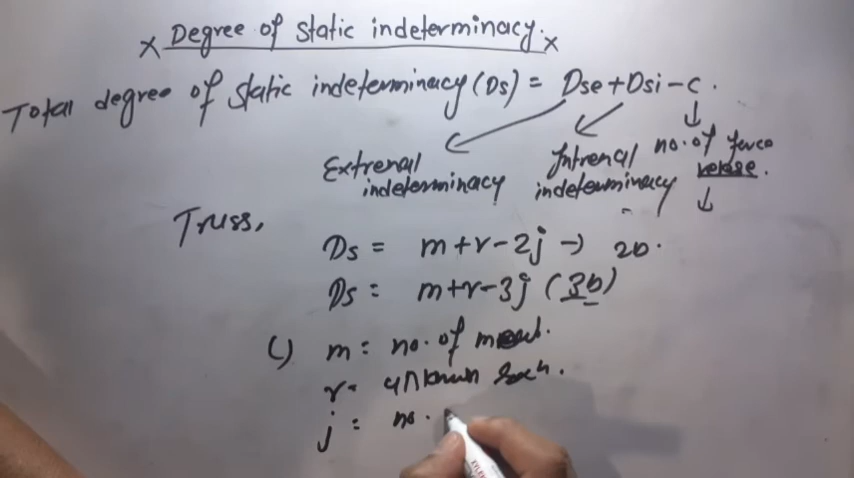 x Degree of static indeterminacy. x
Total degree of static indeterminacy (Ds) = Dse + Dsi - C.
Extrenal indeterminacy
Intrenal indeterminacy
no. of force
Truss,
Ds = m+r-2j → 2D.
Ds = m+r-3j (3D)
m = no. of
r = unknown
j = no.